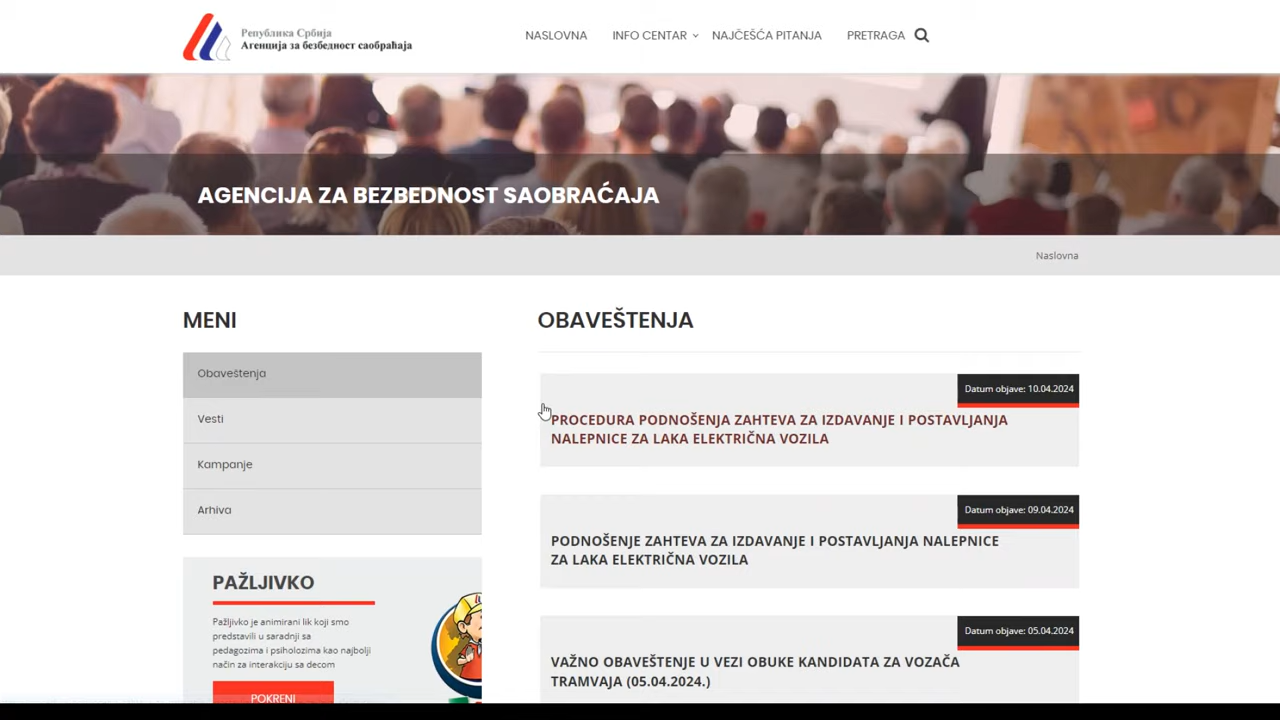 Република Србија
Агенција за безбедност саобраћаја
NASLOVNA
INFO CENTAR
NAJČEŠĆA PITANJA
PRETRAGA
AGENCIJA ZA BEZBEDNOST SAOBRAĆAJA
Naslovna
MENI
Obaveštenja
Vesti
Kampanje
Arhiva
PAŽLJIVKO
Pažljivko je animirani lik koji smo
predstavili u saradnji sa
pedagozima i psiholozima kao najbolji
način za interakciju sa decom
POKRENI
OBAVEŠTENJA
Datum objave: 10.04.2024
PROCEDURA PODNOŠENJA ZAHTEVA ZA IZDAVANJE I POSTAVLJANJA
NALEPNICE ZA LAKA ELEKTRIČNA VOZILA
Datum objave: 09.04.2024
PODNOŠENJE ZAHTEVA ZA IZDAVANJE I POSTAVLJANJA NALEPNICE
ZA LAKA ELEKTRIČNA VOZILA
Datum objave: 05.04.2024
VAŽNO OBAVEŠTENJE U VEZI OBUKE KANDIDATA ZA VOZAČA
TRAMVAJA (05.04.2024.)